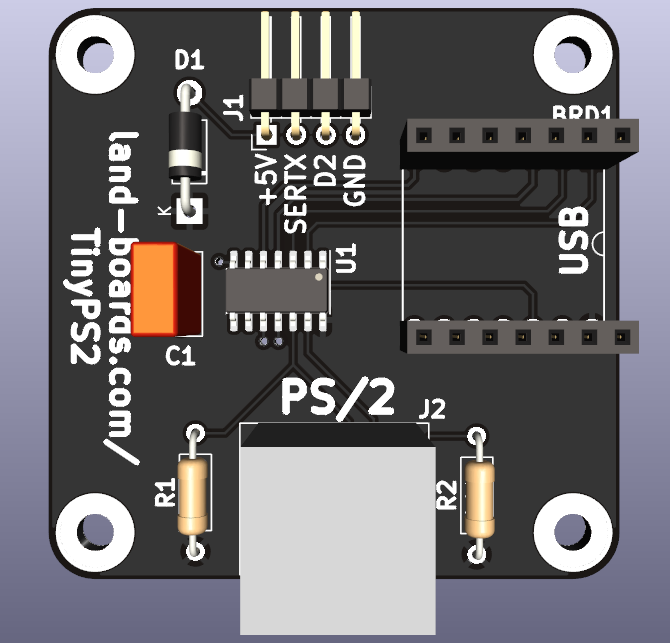 D1
J1
BRD1
+5V
SERTX
D2
GND
K
USB
U1
land-boards.com/
TinyPS2
C1
PS/2
J2
R1
R2